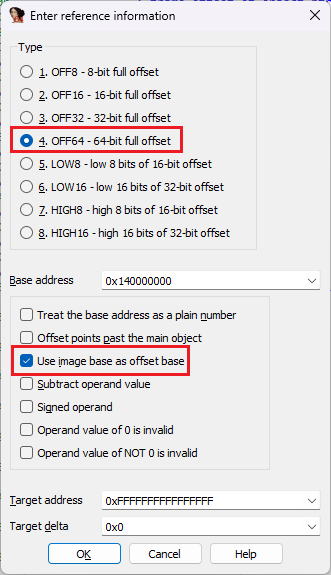 Enter reference information
Type
1. OFF8 - 8-bit full offset
2. OFF16 - 16-bit full offset
3. OFF32 - 32-bit full offset
4. OFF64 - 64-bit full offset
5. LOW8 - low 8 bits of 16-bit offset
6. LOW16 - low 16 bits of 32-bit offset
7. HIGH8 - high 8 bits of 16-bit offset
8. HIGH16 - high 16 bits of 32-bit offset
Base address 0x140000000
Treat the base address as a plain number
Offset points past the main object
Use image base as offset base
Subtract operand value
Signed operand
Operand value of 0 is invalid
Operand value of NOT 0 is invalid
Target address 0xFFFFFFFFFFFFFFFF
Target delta 0x0
OK Cancel Help